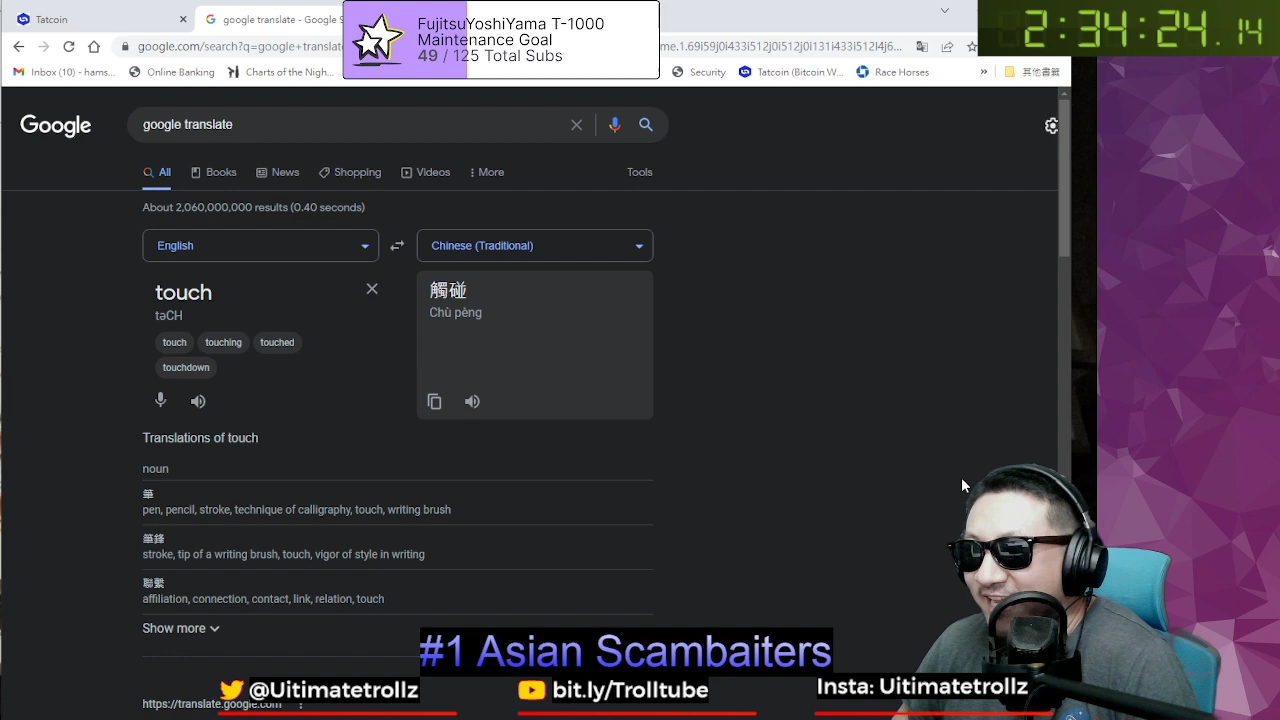 Tatcoin
google translate - Google S
FujitsuYoshiYama T-1000
Maintenance Goal
49 / 125 Total Subs
2:34:24.14
google.com/search?q=google+translate
me.1.69i59j0i433i512j0i512j0i131i433i512l4j6...
Inbox (10) - hams...
Online Banking
Charts of the Nigh...
Security
Tatcoin (Bitcoin W...
Race Horses
»
其他書籤
Google
google translate
All
Books
News
Shopping
Videos
More
Tools
About 2,060,000,000 results (0.40 seconds)
English
Chinese (Traditional)
touch
təCH
觸碰
Chù pèng
touch
touching
touched
touchdown
Translations of touch
noun
筆
pen, pencil, stroke, technique of calligraphy, touch, writing brush
筆鋒
stroke, tip of a writing brush, touch, vigor of style in writing
聯繫
affiliation, connection, contact, link, relation, touch
Show more
#1 Asian Scambaiters
@Uitimatetrollz
bit.ly/Trolltube
Insta: Uitimatetrollz
https://translate.google.com